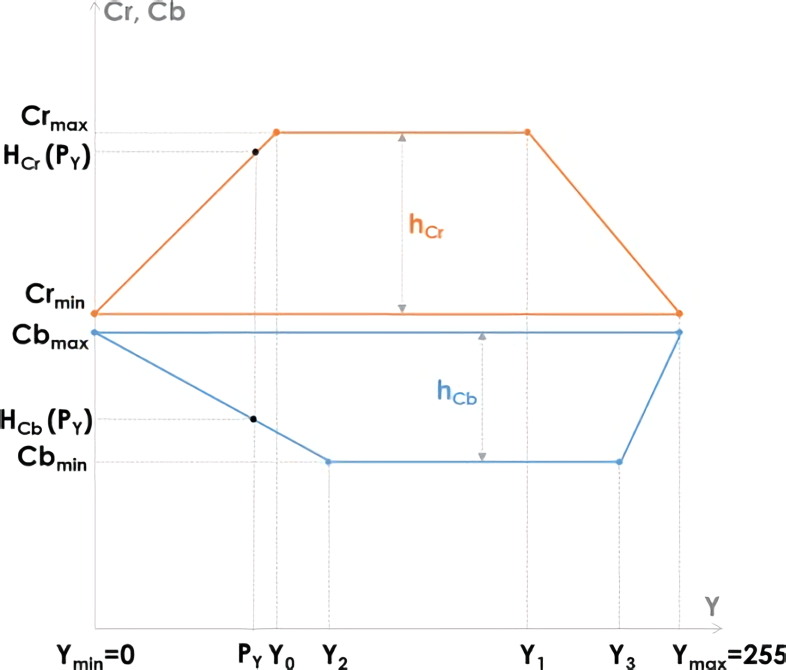 Cr, Cb
Crmax
HCr(PY)
hCr
Crmin
Cbmax
hCb
HCb(PY)
Cbmin
Y
Ymin=0 PY Y0 Y2 Y1 Y3 Ymax=255